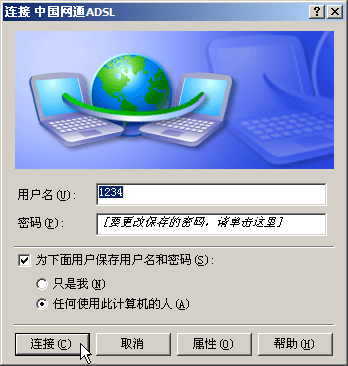 连接 中国网通ADSL
用户名(U):
1234
密码(P):
[要更改保存的密码，请单击这里]
为下面用户保存用户名和密码(S):
只是我(N)
任何使用此计算机的人(A)
连接(C)
取消
属性(O)
帮助(H)